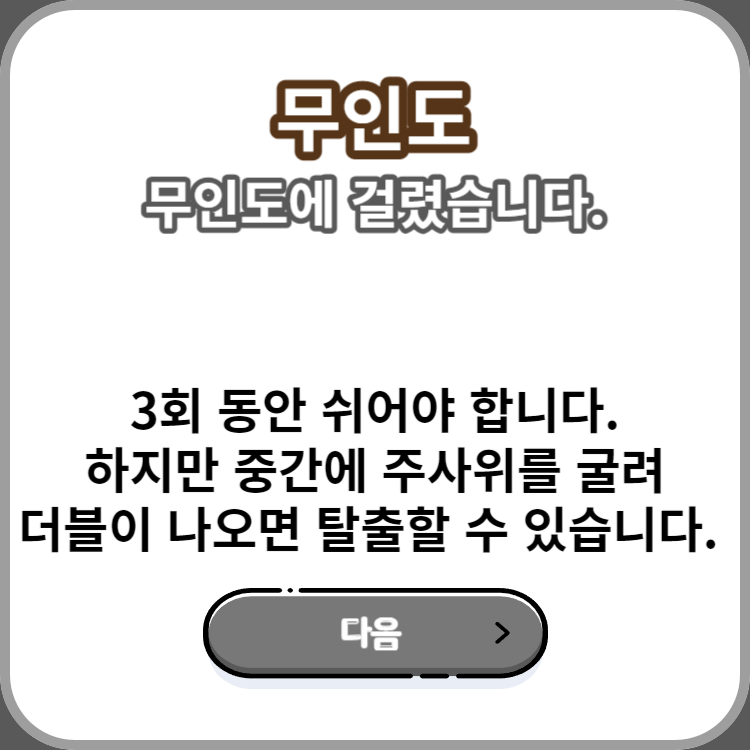 무인도
무인도에 걸렸습니다.
3회 동안 쉬어야 합니다.
하지만 중간에 주사위를 굴려
더블이 나오면 탈출할 수 있습니다.
다음